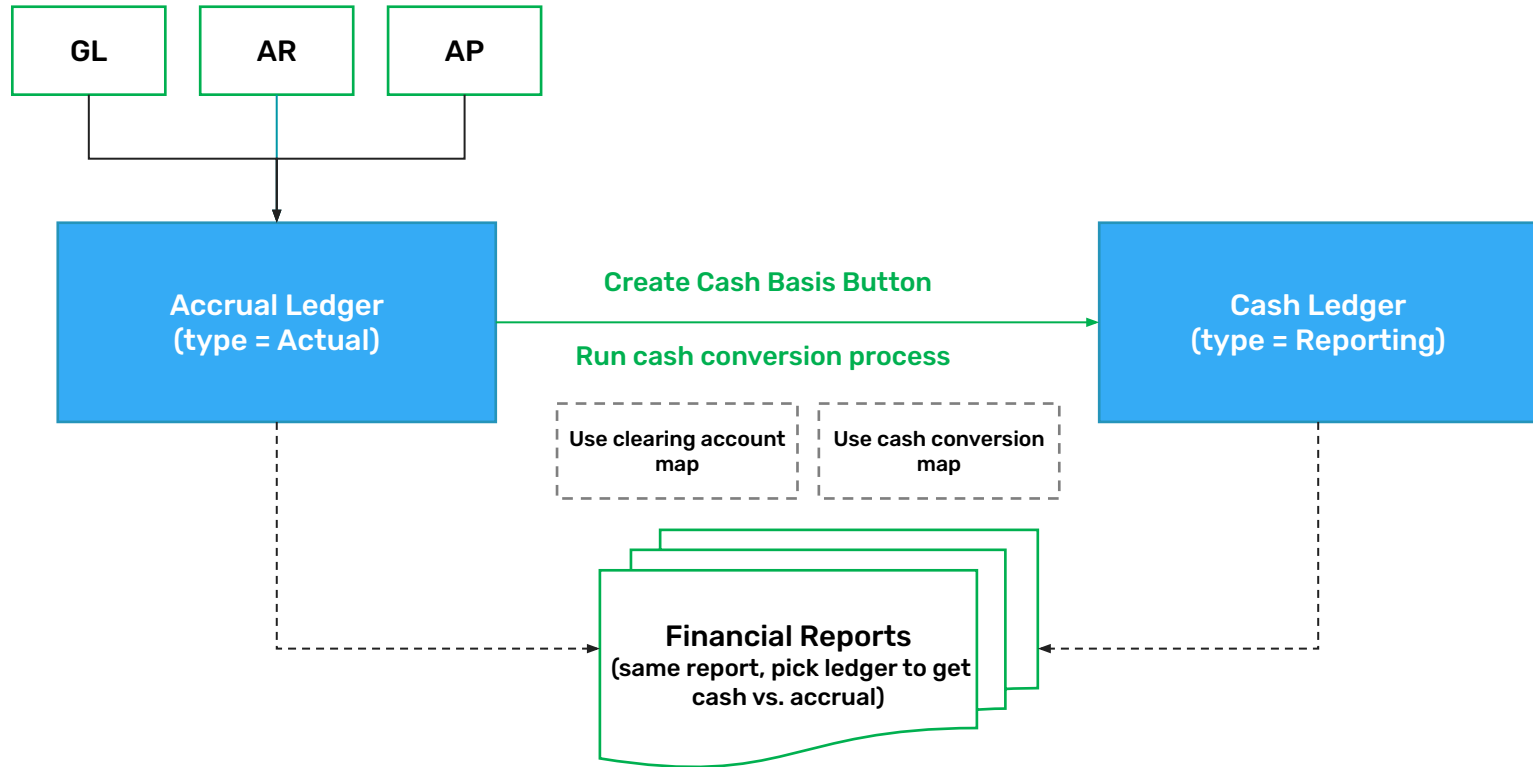 GL
AR
AP
Accrual Ledger
(type = Actual)
Create Cash Basis Button
Run cash conversion process
Cash Ledger
(type = Reporting)
Use clearing account
map
Use cash conversion
map
Financial Reports
(same report, pick ledger to get
cash vs. accrual)